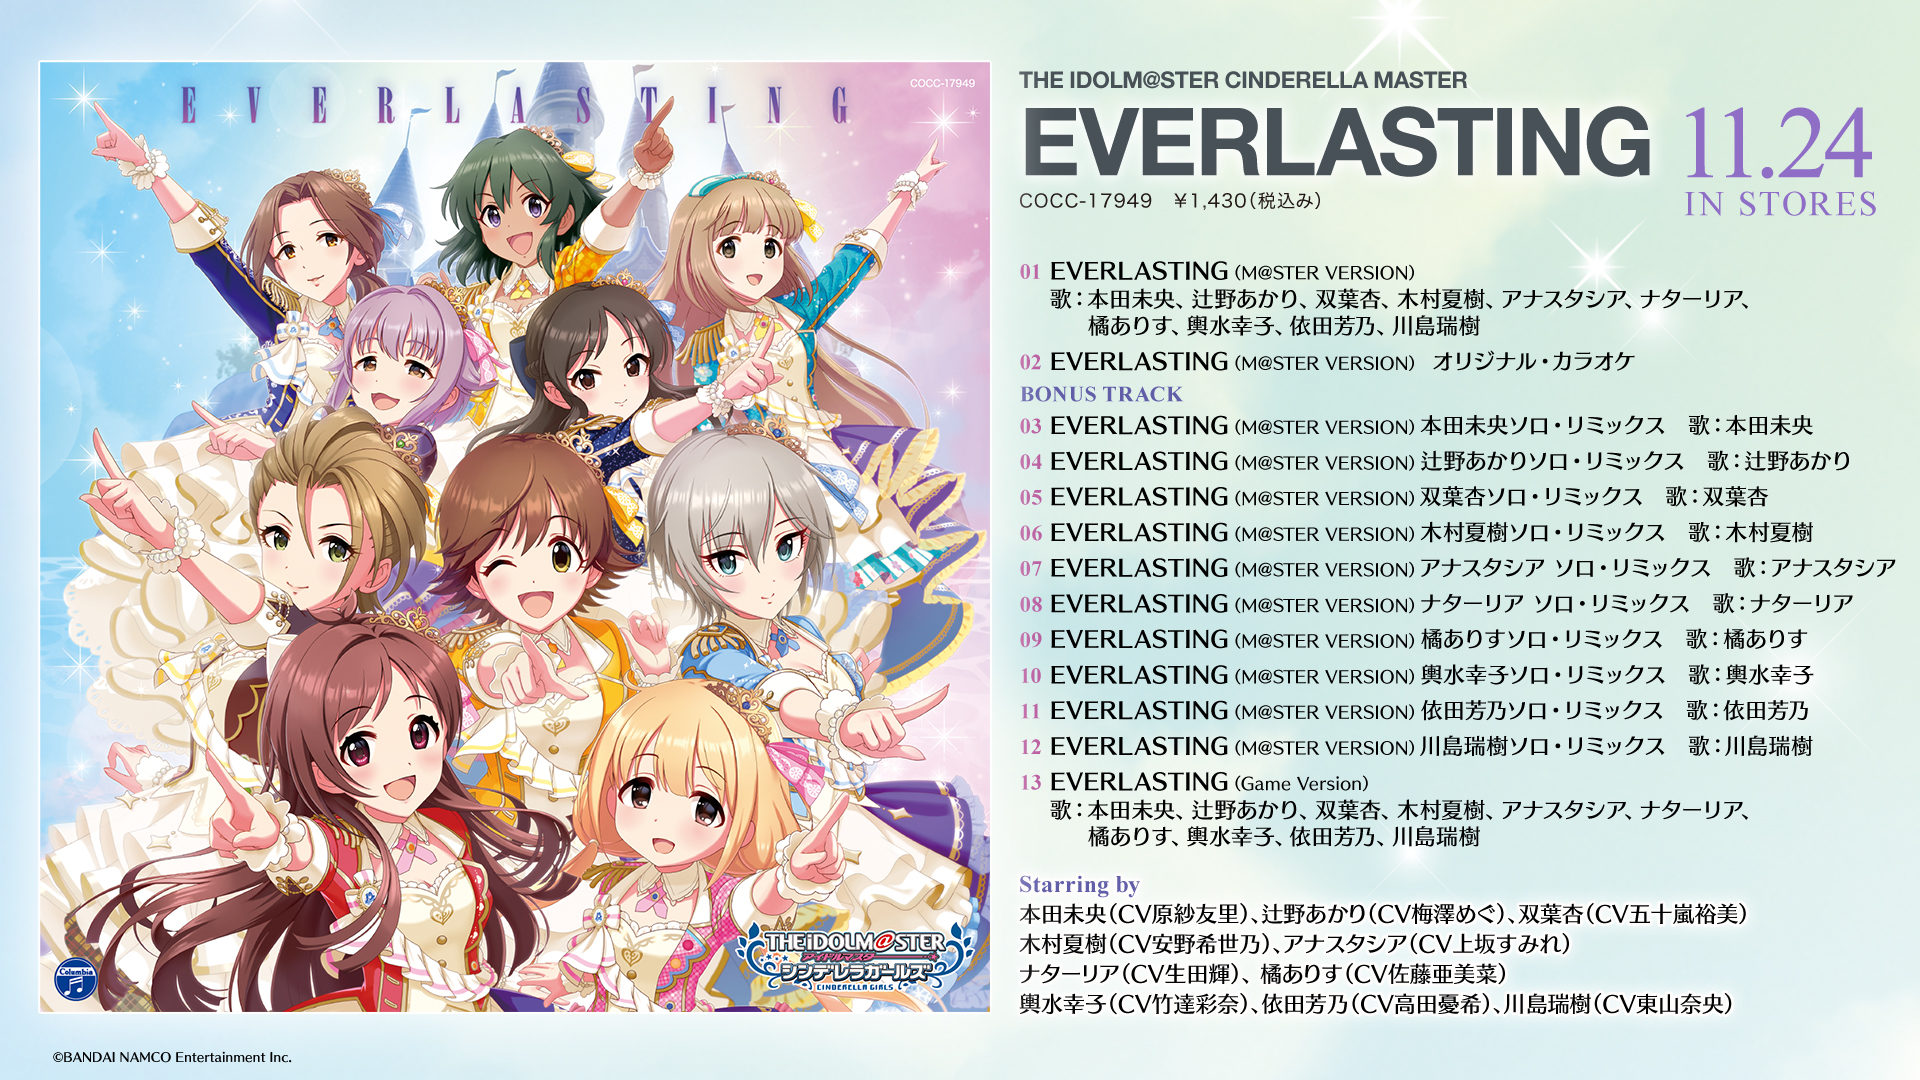 EVERLASTING
COCC-17949
THE IDOLM@STER
アイドルマスター
シンデレラガールズ
CINDERELLA GIRLS
Columbia
©BANDAI NAMCO Entertainment Inc.
THE IDOLM@STER CINDERELLA MASTER
EVERLASTING 11.24
IN STORES
COCC-17949 ¥1,430（税込み）
01 EVERLASTING（M@STER VERSION）
歌：本田未央、辻野あかり、双葉杏、木村夏樹、アナスタシア、ナターリア、
橘ありす、輿水幸子、依田芳乃、川島瑞樹
02 EVERLASTING（M@STER VERSION） オリジナル・カラオケ
BONUS TRACK
03 EVERLASTING（M@STER VERSION）本田未央ソロ・リミックス 歌：本田未央
04 EVERLASTING（M@STER VERSION）辻野あかりソロ・リミックス 歌：辻野あかり
05 EVERLASTING（M@STER VERSION）双葉杏ソロ・リミックス 歌：双葉杏
06 EVERLASTING（M@STER VERSION）木村夏樹ソロ・リミックス 歌：木村夏樹
07 EVERLASTING（M@STER VERSION）アナスタシア ソロ・リミックス 歌：アナスタシア
08 EVERLASTING（M@STER VERSION）ナターリア ソロ・リミックス 歌：ナターリア
09 EVERLASTING（M@STER VERSION）橘ありすソロ・リミックス 歌：橘ありす
10 EVERLASTING（M@STER VERSION）輿水幸子ソロ・リミックス 歌：輿水幸子
11 EVERLASTING（M@STER VERSION）依田芳乃ソロ・リミックス 歌：依田芳乃
12 EVERLASTING（M@STER VERSION）川島瑞樹ソロ・リミックス 歌：川島瑞樹
13 EVERLASTING（Game Version）
歌：本田未央、辻野あかり、双葉杏、木村夏樹、アナスタシア、ナターリア、
橘ありす、輿水幸子、依田芳乃、川島瑞樹
Starring by
本田未央（CV原紗友里）、辻野あかり（CV梅澤めぐ）、双葉杏（CV五十嵐裕美）
木村夏樹（CV安野希世乃）、アナスタシア（CV上坂すみれ）
ナターリア（CV生田輝）、橘ありす（CV佐藤亜美菜）
輿水幸子（CV竹達彩奈）、依田芳乃（CV高田憂希）、川島瑞樹（CV東山奈央）